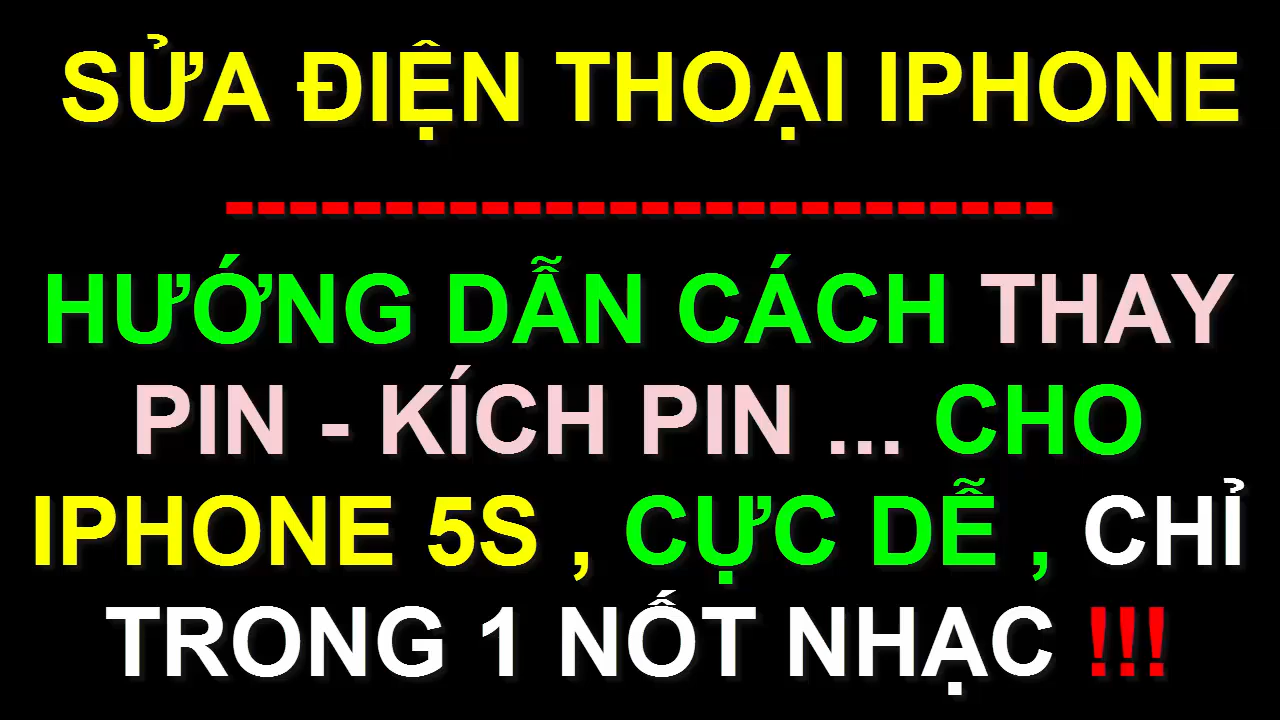 SỬA ĐIỆN THOẠI IPHONE
--------------------------
HƯỚNG DẪN CÁCH THAY
PIN - KÍCH PIN ... CHO
IPHONE 5S , CỰC DỄ , CHỈ
TRONG 1 NỐT NHẠC !!!